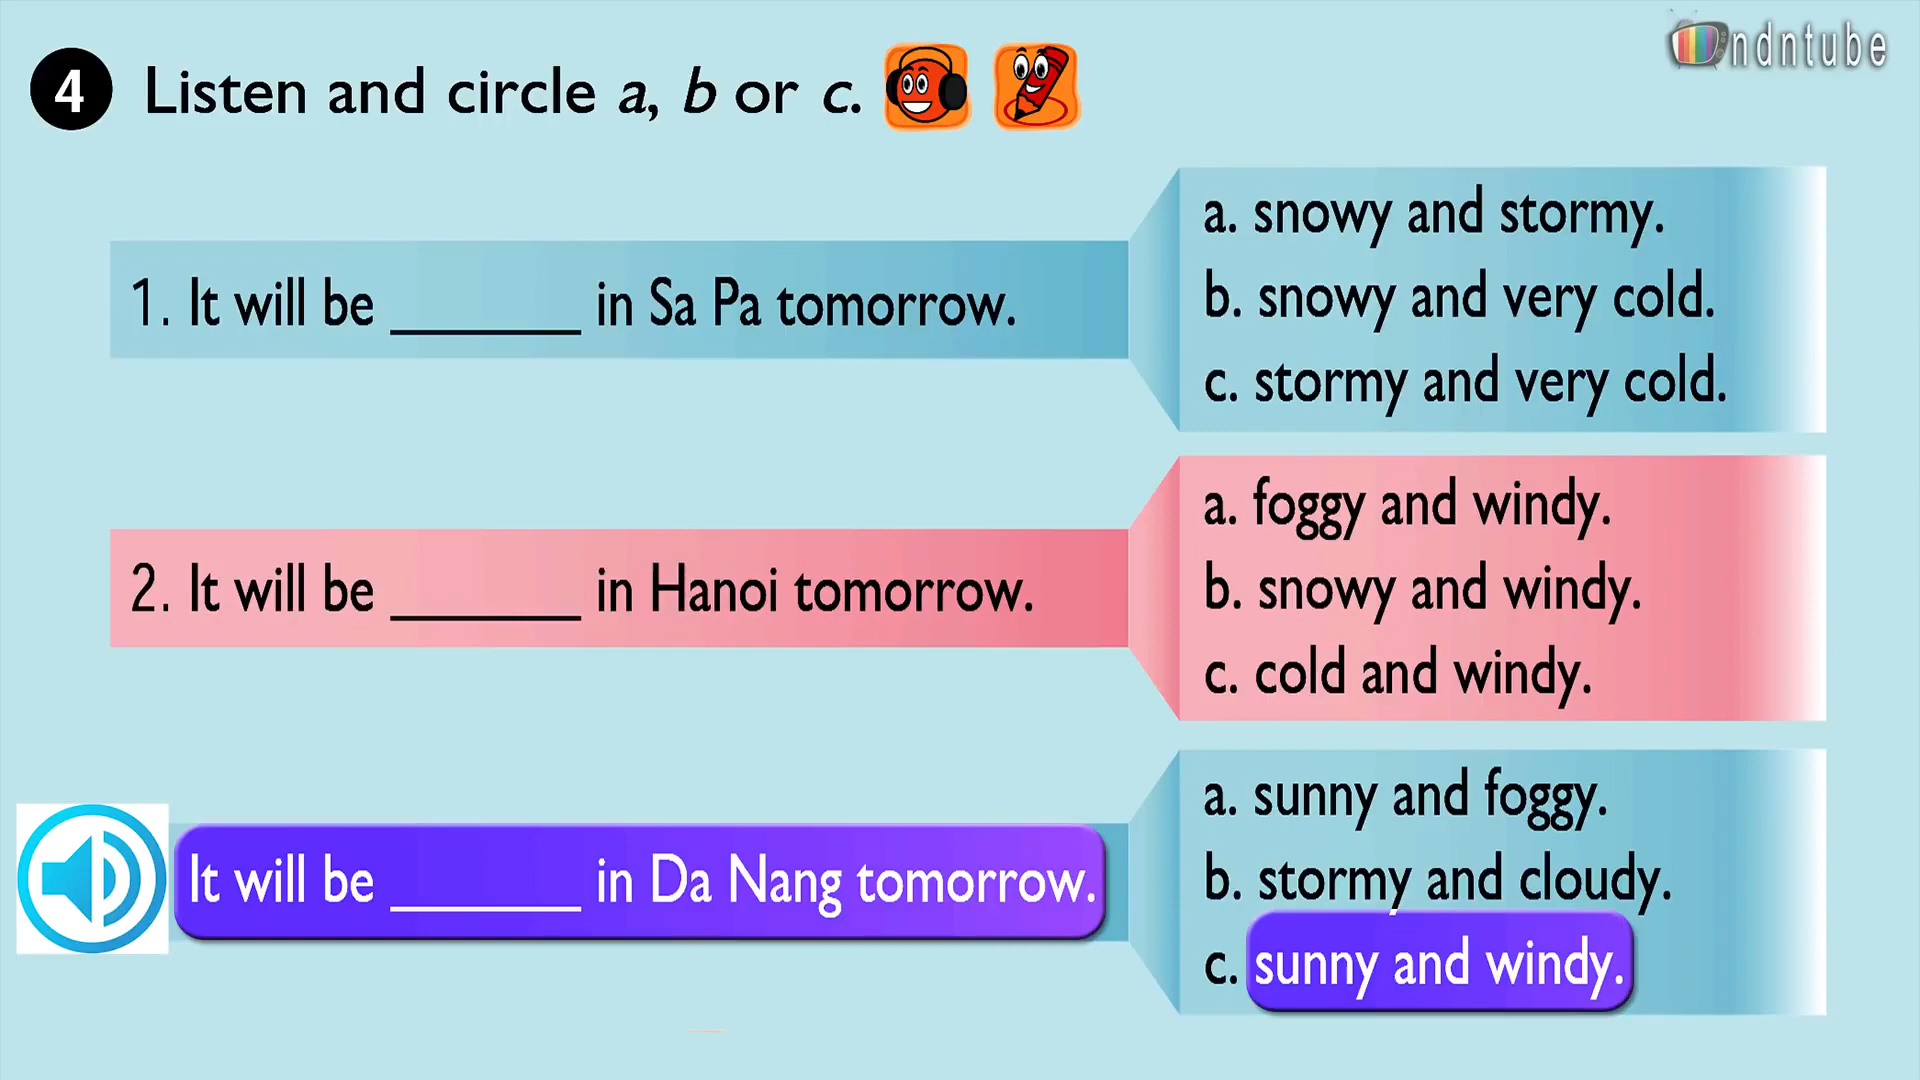 ndntube
4 Listen and circle a, b or c.
1. It will be _______ in Sa Pa tomorrow.
a. snowy and stormy.
b. snowy and very cold.
c. stormy and very cold.
2. It will be _______ in Hanoi tomorrow.
a. foggy and windy.
b. snowy and windy.
c. cold and windy.
It will be _______ in Da Nang tomorrow.
a. sunny and foggy.
b. stormy and cloudy.
c. sunny and windy.